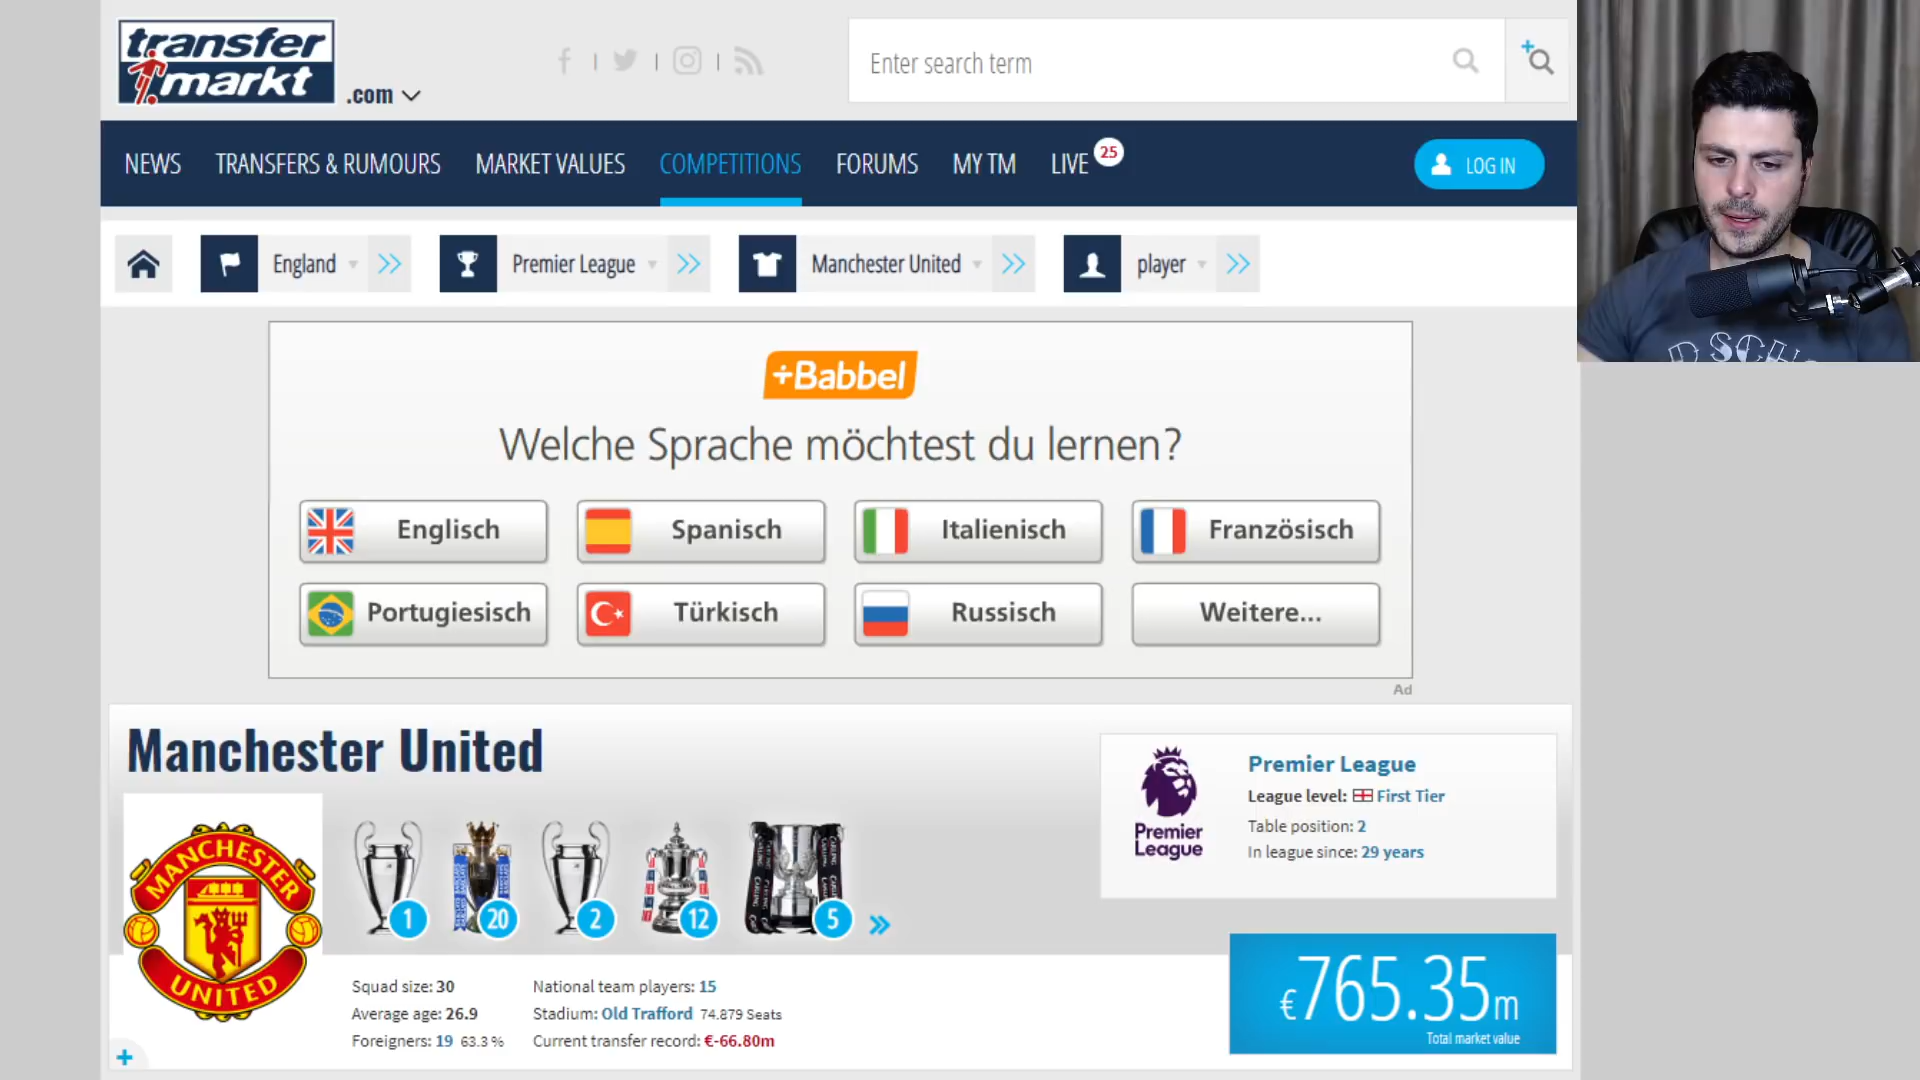 transfer
markt
.com
Enter search term
NEWS TRANSFERS & RUMOURS MARKET VALUES COMPETITIONS FORUMS MY TM LIVE 25 LOG IN
England Premier League Manchester United player
+Babbel
Welche Sprache möchtest du lernen?
Englisch Spanisch Italienisch Französisch
Portugiesisch Türkisch Russisch Weitere...
Ad
Manchester United
MANCHESTER
UNITED
1 20 2 12 5
Premier
League
Premier League
League level: First Tier
Table position: 2
In league since: 29 years
Squad size: 30
Average age: 26.9
Foreigners: 19 63.3 %
National team players: 15
Stadium: Old Trafford 74.879 Seats
Current transfer record: €-66.80m
€765.35m
Total market value